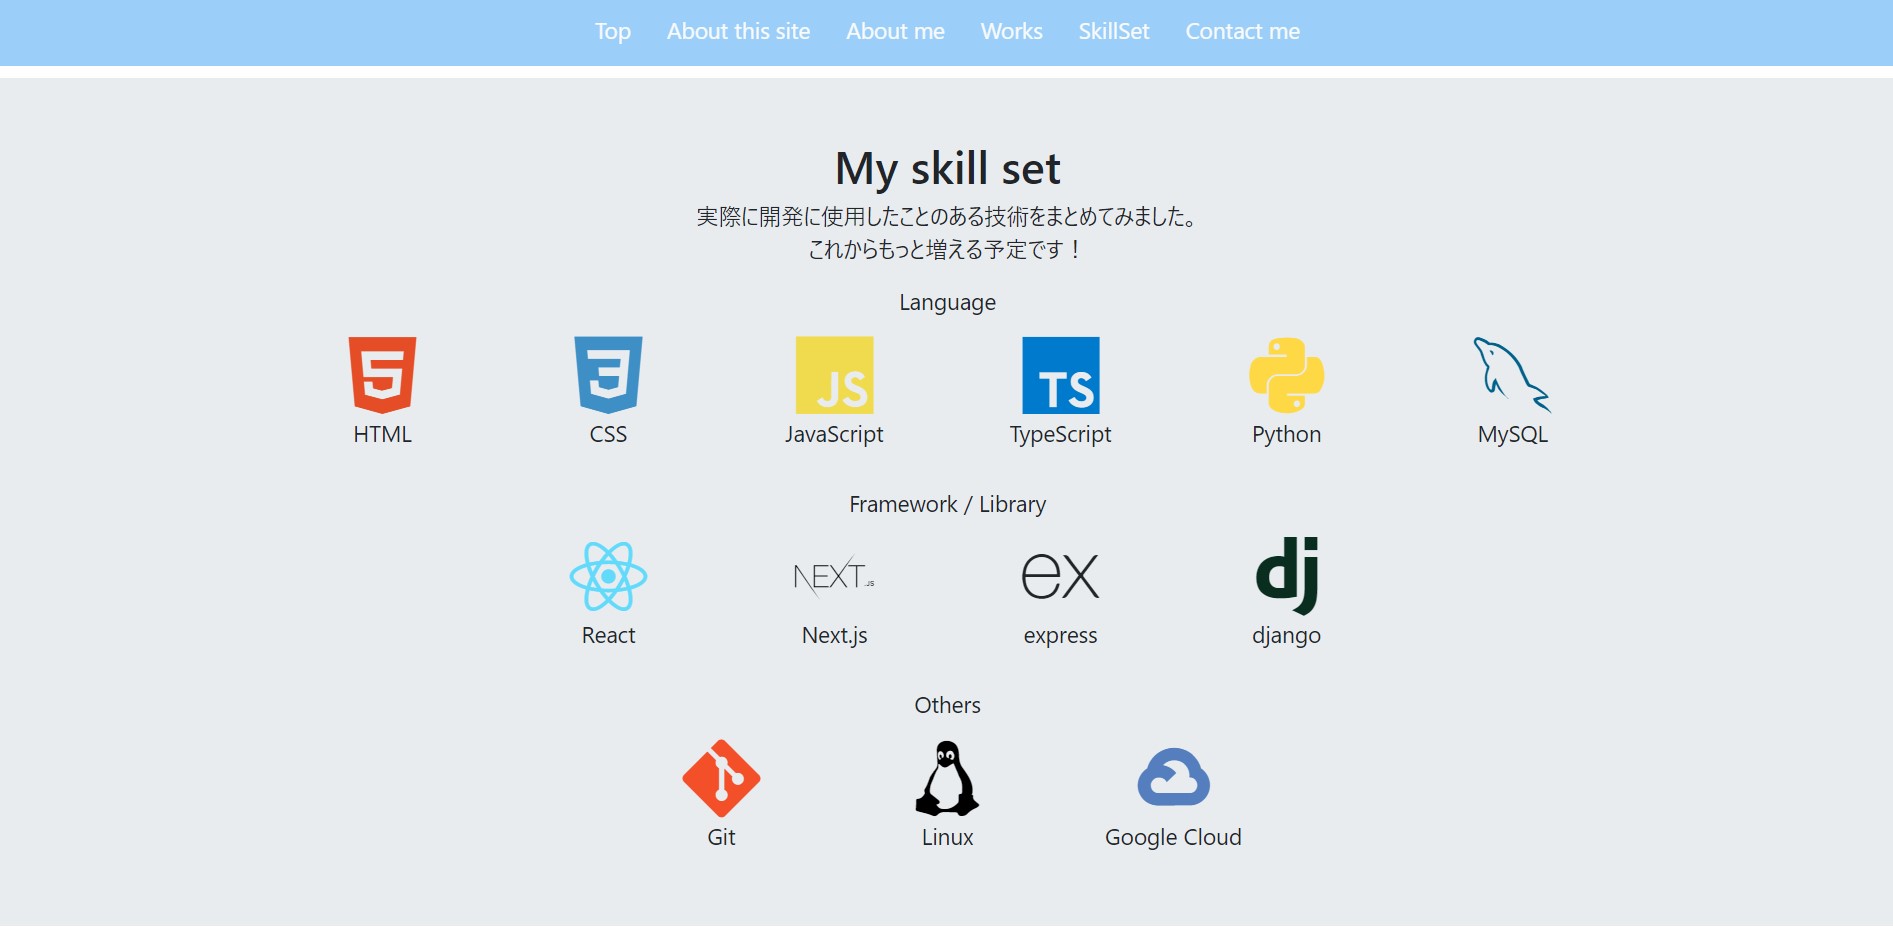 Top About this site About me Works SkillSet Contact me
My skill set
実際に開発に使用したことのある技術をまとめてみました。
これからもっと増える予定です！
Language
5 3 JS TS
HTML CSS JavaScript TypeScript Python MySQL
Framework / Library
NEXT.JS ex dj
React Next.js express django
Others
Git Linux Google Cloud